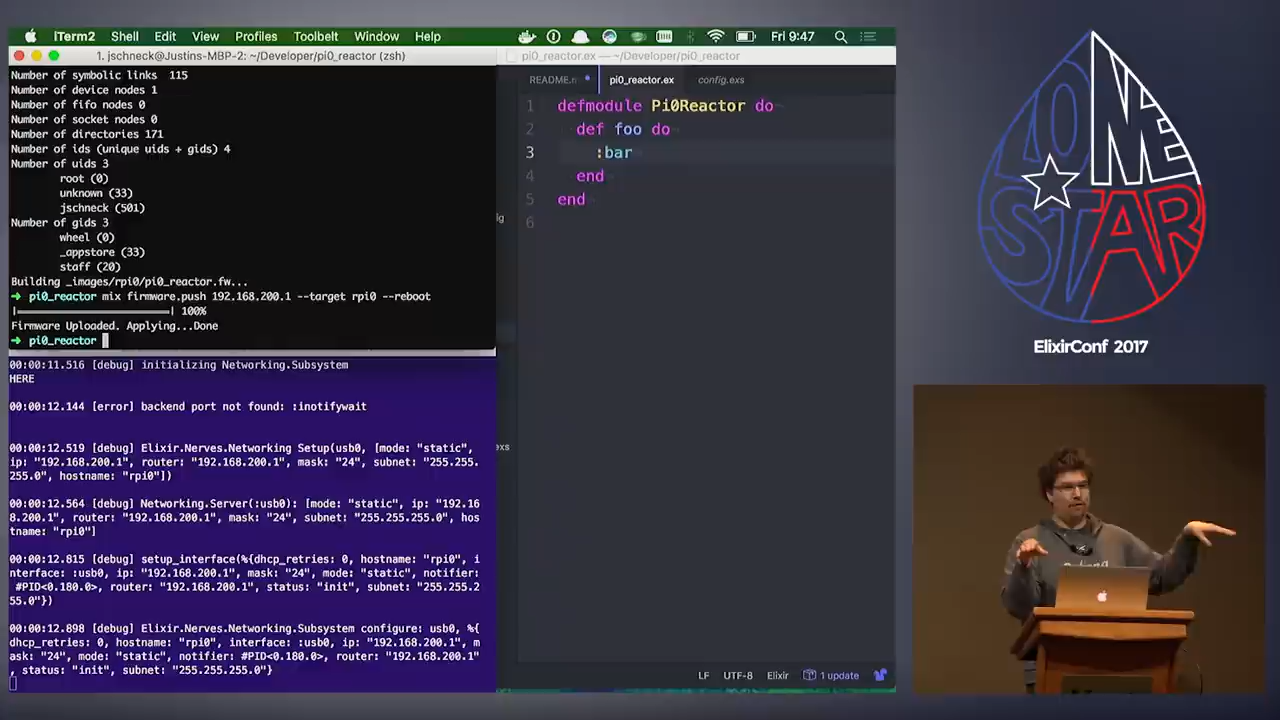 iTerm2 Shell Edit View Profiles Toolbelt Window Help Fri 9:47
1. jschneck@Justins-MBP-2: ~/Developer/pi0_reactor (zsh)
Number of symbolic links 115
Number of device nodes 1
Number of fifo nodes 0
Number of socket nodes 0
Number of directories 171
Number of ids (unique uids + gids) 4
Number of uids 3
root (0)
unknown (33)
jschneck (501)
Number of gids 3
wheel (0)
_appstore (33)
staff (20)
Building _images/rpi0/pi0_reactor.fw...
→ pi0_reactor mix firmware.push 192.168.200.1 --target rpi0 --reboot
|====================| 100%
Firmware Uploaded. Applying...Done
→ pi0_reactor
00:00:11.516 [debug] initializing Networking.Subsystem
HERE
00:00:12.144 [error] backend port not found: :inotifywait
00:00:12.519 [debug] Elixir.Nerves.Networking Setup(usb0, [mode: "static",
ip: "192.168.200.1", router: "192.168.200.1", mask: "24", subnet: "255.255.
255.0", hostname: "rpi0"])
00:00:12.564 [debug] Networking.Server(:usb0): [mode: "static", ip: "192.16
8.200.1", router: "192.168.200.1", mask: "24", subnet: "255.255.255.0", hos
tname: "rpi0"]
00:00:12.815 [debug] setup_interface(%{dhcp_retries: 0, hostname: "rpi0", i
nterface: :usb0, ip: "192.168.200.1", mask: "24", mode: "static", notifier:
#PID<0.180.0>, router: "192.168.200.1", status: "init", subnet: "255.255.2
55.0"})
00:00:12.898 [debug] Elixir.Nerves.Networking.Subsystem configure: usb0, %{
dhcp_retries: 0, hostname: "rpi0", interface: :usb0, ip: "192.168.200.1", m
ask: "24", mode: "static", notifier: #PID<0.180.0>, router: "192.168.200.1"
, status: "init", subnet: "255.255.255.0"}
pi0_reactor.ex — ~/Developer/pi0_reactor
README.m pi0_reactor.ex config.exs
1 defmodule Pi0Reactor do
2 def foo do
3 :bar
4 end
5 end
6
lg
exs
LF UTF-8 Elixir 1 update
LONE
STAR
ElixirConf 2017